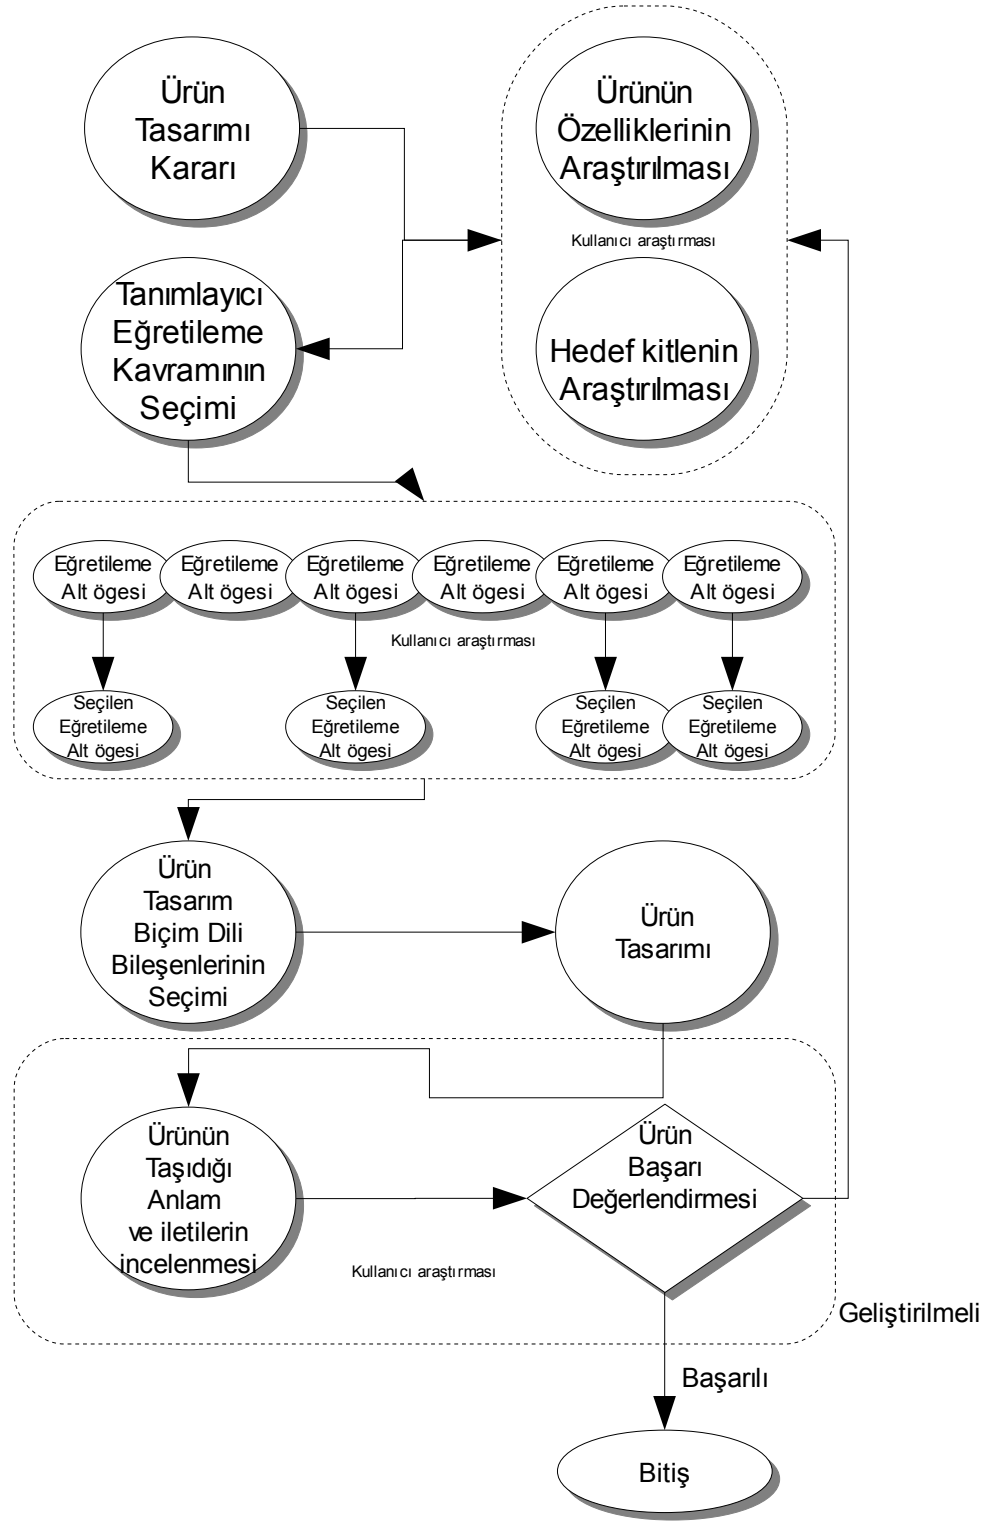 Ürün
Tasarımı
Kararı
Ürünün
Özelliklerinin
Araştırılması
Kullanıcı araştırması
Tanımlayıcı
Eğretileme
Kavramının
Seçimi
Hedef kitlenin
Araştırılması
Eğretileme
Alt ögesi
Eğretileme
Alt ögesi
Eğretileme
Alt ögesi
Eğretileme
Alt ögesi
Eğretileme
Alt ögesi
Eğretileme
Alt ögesi
Kullanıcı araştırması
Seçilen
Eğretileme
Alt ögesi
Seçilen
Eğretileme
Alt ögesi
Seçilen
Eğretileme
Alt ögesi
Seçilen
Eğretileme
Alt ögesi
Ürün
Tasarım
Biçim Dili
Bileşenlerinin
Seçimi
Ürün
Tasarımı
Ürünün
Taşıdığı
Anlam
ve iletilerin
incelenmesi
Ürün
Başarı
Değerlendirmesi
Kullanıcı araştırması
Geliştirilmeli
Başarılı
Bitiş